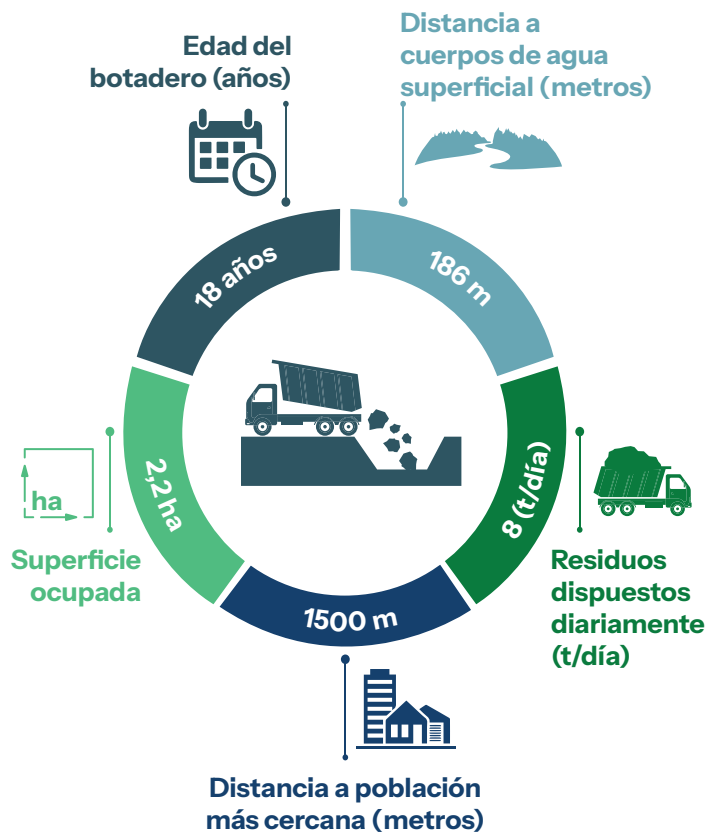 Edad del
botadero (años)
Distancia a
cuerpos de agua
superficial (metros)
18 años
186 m
2,2 ha
8 (t/día)
1500 m
ha
Superficie
ocupada
Residuos
dispuestos
diariamente
(t/día)
Distancia a población
más cercana (metros)